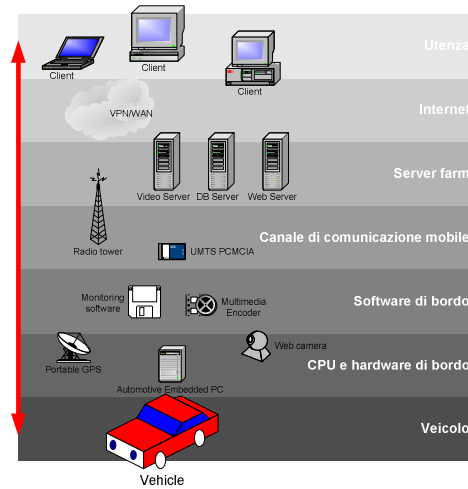 Utenza
Client
Client
Client
Internet
VPN/WAN
Server farm
Video Server
DB Server
Web Server
Canale di comunicazione mobile
Radio tower
UMTS PCMCIA
Software di bordo
Monitoring
software
Multimedia
Encoder
Web camera
CPU e hardware di bordo
Portable GPS
Automotive Embedded PC
Veicolo
Vehicle